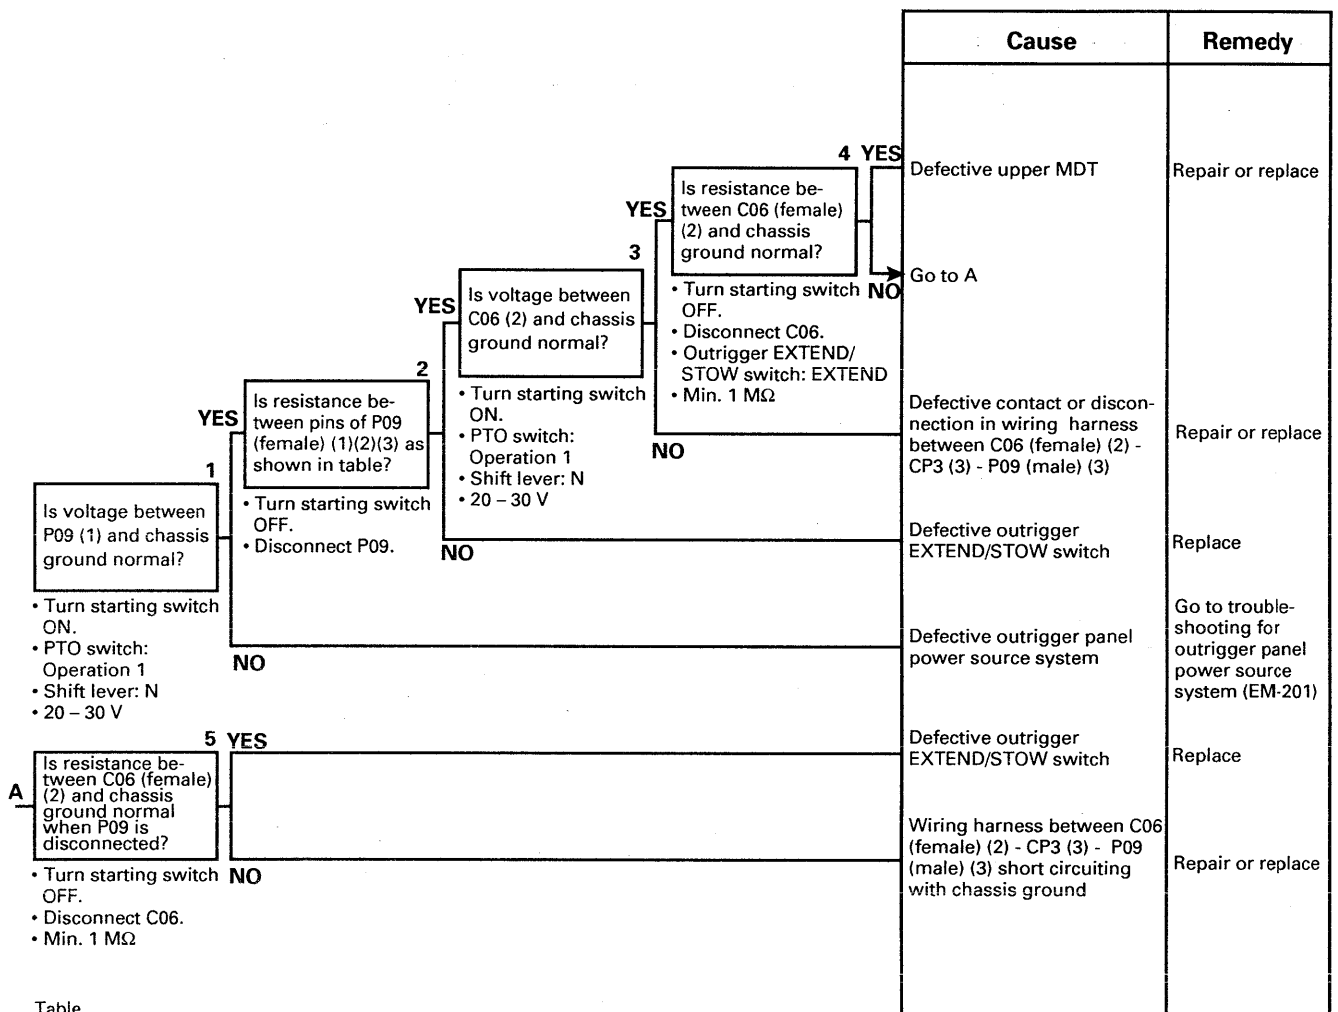 Cause
Remedy
4 YES
Defective upper MDT
Repair or replace
Is resistance be-
tween C06 (female)
(2) and chassis
ground normal?
YES
NO
Go to A
• Turn starting switch
OFF.
• Disconnect C06.
• Outrigger EXTEND/
STOW switch: EXTEND
• Min. 1 MΩ
3
Is voltage between
C06 (2) and chassis
ground normal?
YES
• Turn starting switch
ON.
• PTO switch:
Operation 1
• Shift lever: N
• 20 – 30 V
NO
Defective contact or discon-
nection in wiring harness
between C06 (female) (2) -
CP3 (3) - P09 (male) (3)
Repair or replace
2
YES
Is resistance be-
tween pins of P09
(female) (1)(2)(3) as
shown in table?
• Turn starting switch
OFF.
• Disconnect P09.
NO
Defective outrigger
EXTEND/STOW switch
Replace
1
Is voltage between
P09 (1) and chassis
ground normal?
• Turn starting switch
ON.
• PTO switch:
Operation 1
• Shift lever: N
• 20 – 30 V
NO
Defective outrigger panel
power source system
Go to trouble-
shooting for
outrigger panel
power source
system (EM-201)
5 YES
A
Is resistance be-
tween C06 (female)
(2) and chassis
ground normal
when P09 is
disconnected?
Defective outrigger
EXTEND/STOW switch
Replace
• Turn starting switch
OFF.
• Disconnect C06.
• Min. 1 MΩ
NO
Wiring harness between C06
(female) (2) - CP3 (3) - P09
(male) (3) short circuiting
with chassis ground
Repair or replace
Table